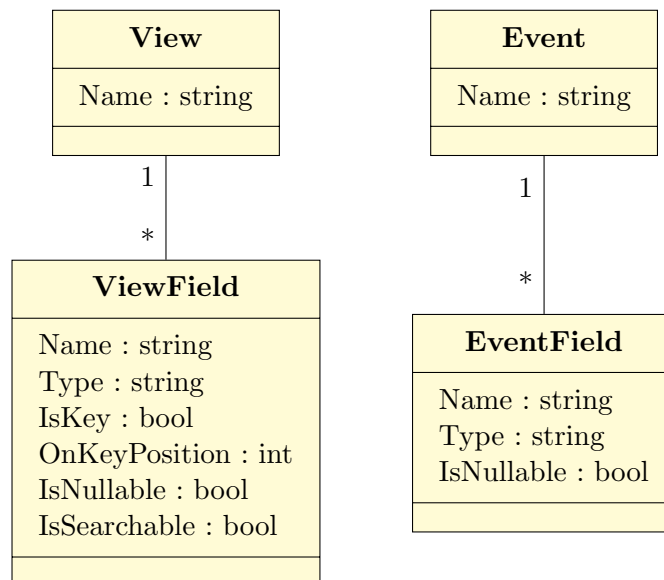 View
Name : string
1
*
ViewField
Name : string
Type : string
IsKey : bool
OnKeyPosition : int
IsNullable : bool
IsSearchable : bool
Event
Name : string
1
*
EventField
Name : string
Type : string
IsNullable : bool